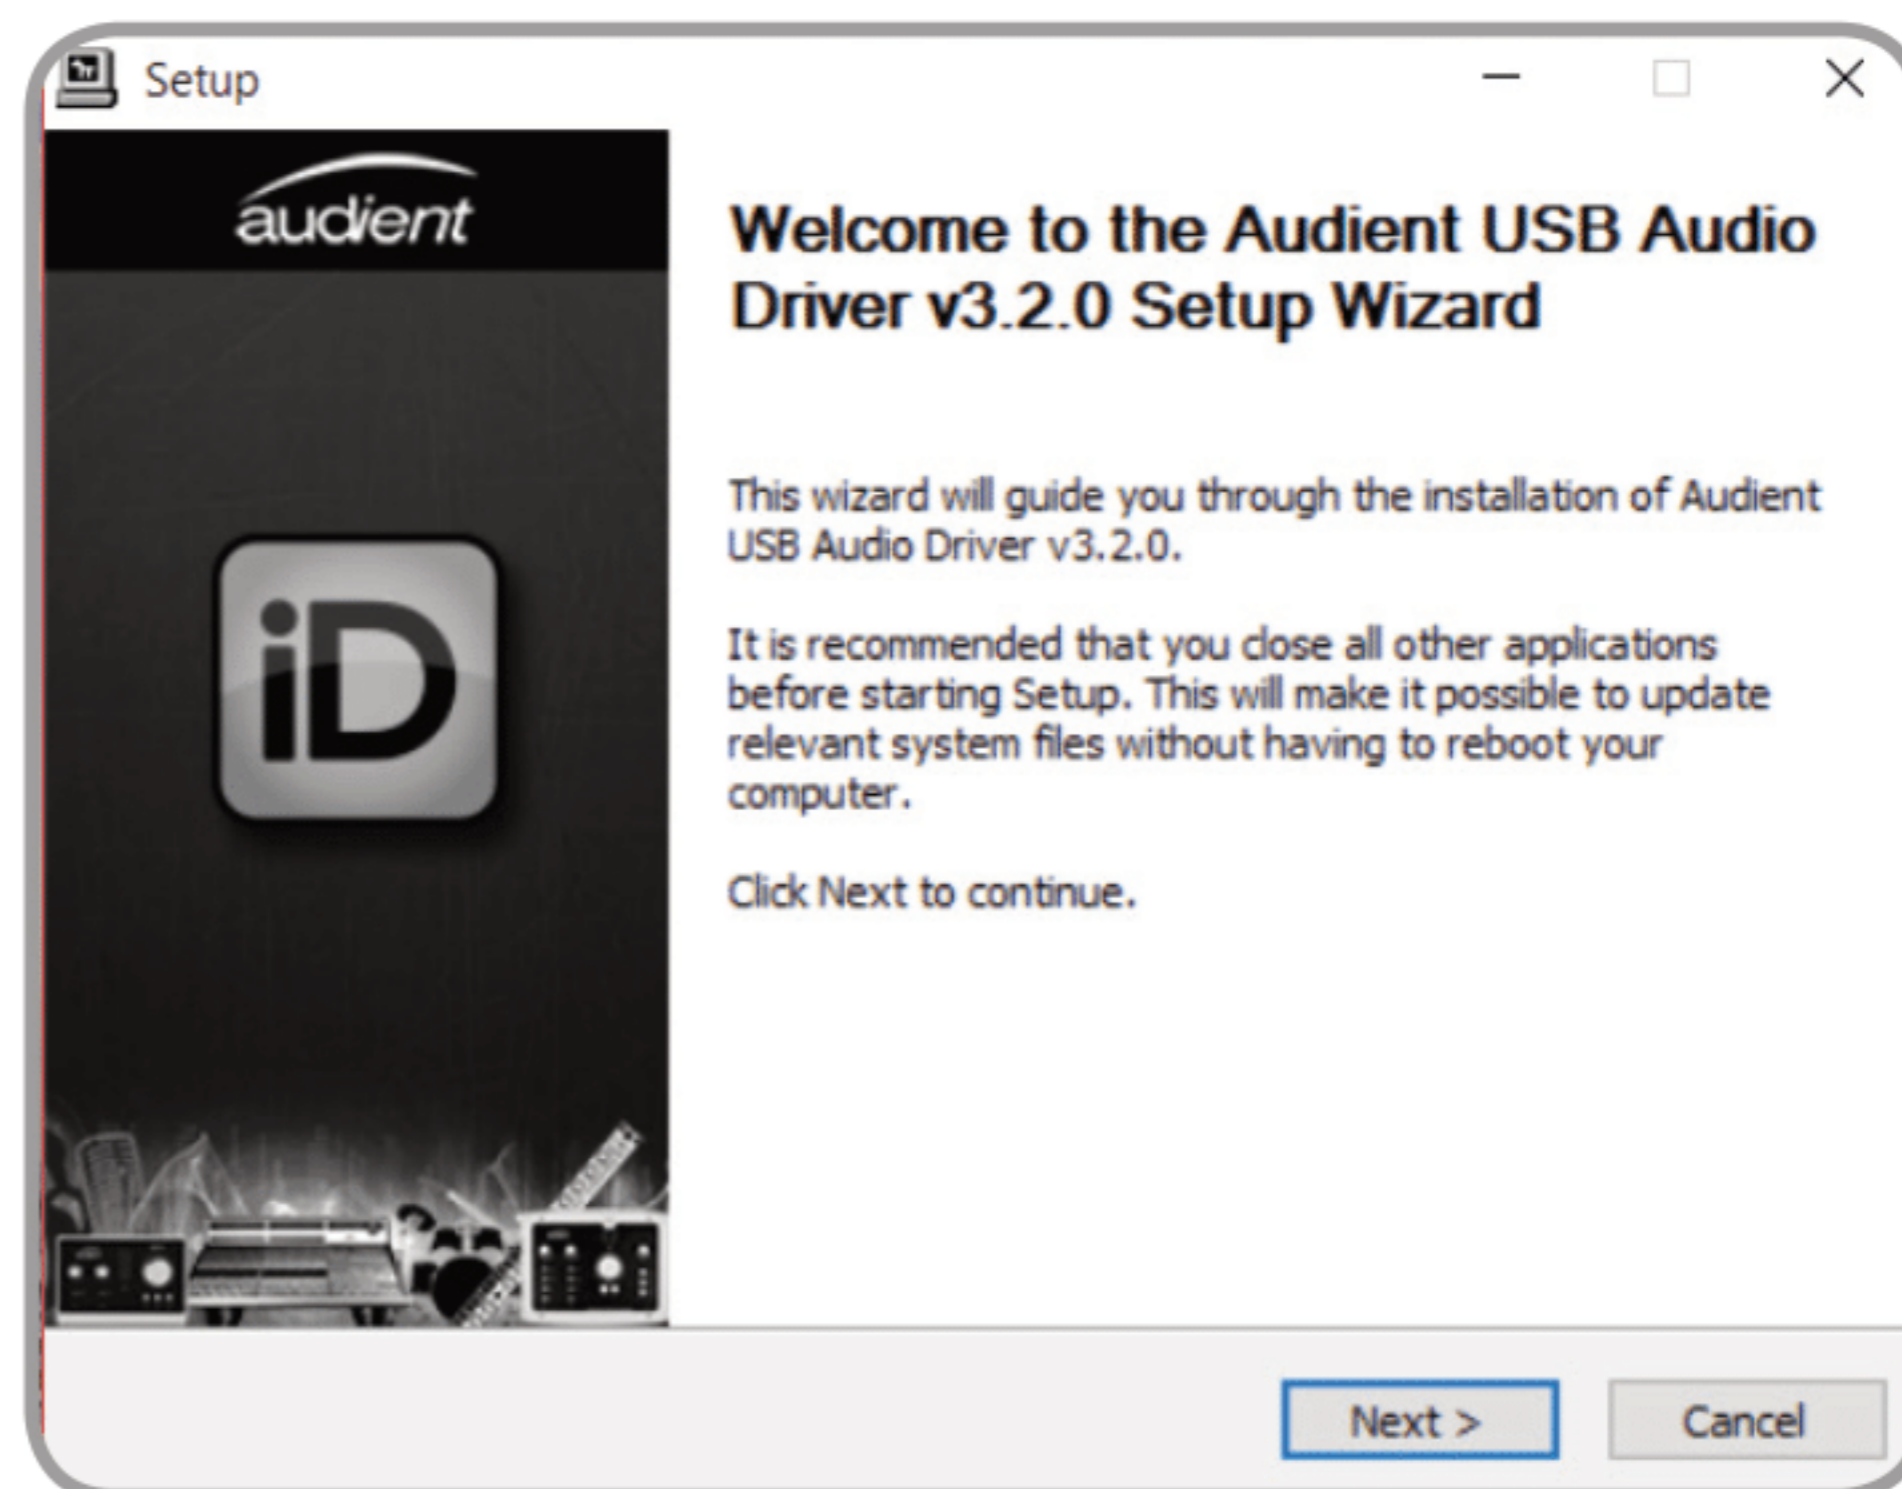 Setup
audient
iD
Welcome to the Audient USB Audio
Driver v3.2.0 Setup Wizard
This wizard will guide you through the installation of Audient
USB Audio Driver v3.2.0.
It is recommended that you close all other applications
before starting Setup. This will make it possible to update
relevant system files without having to reboot your
computer.
Click Next to continue.
Next >
Cancel